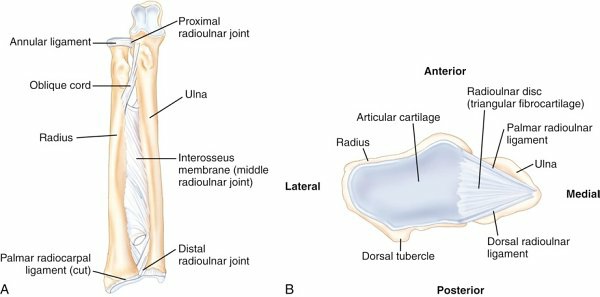 Proximal
radioulnar joint
Annular ligament
Oblique cord
Ulna
Radius
Interosseus
membrane (middle
radioulnar joint)
Palmar radiocarpal
ligament (cut)
Distal
radioulnar joint
A
Anterior
Radioulnar disc
(triangular fibrocartilage)
Articular cartilage
Palmar radioulnar
ligament
Radius
Ulna
Lateral
Medial
Dorsal radioulnar
ligament
Dorsal tubercle
B
Posterior